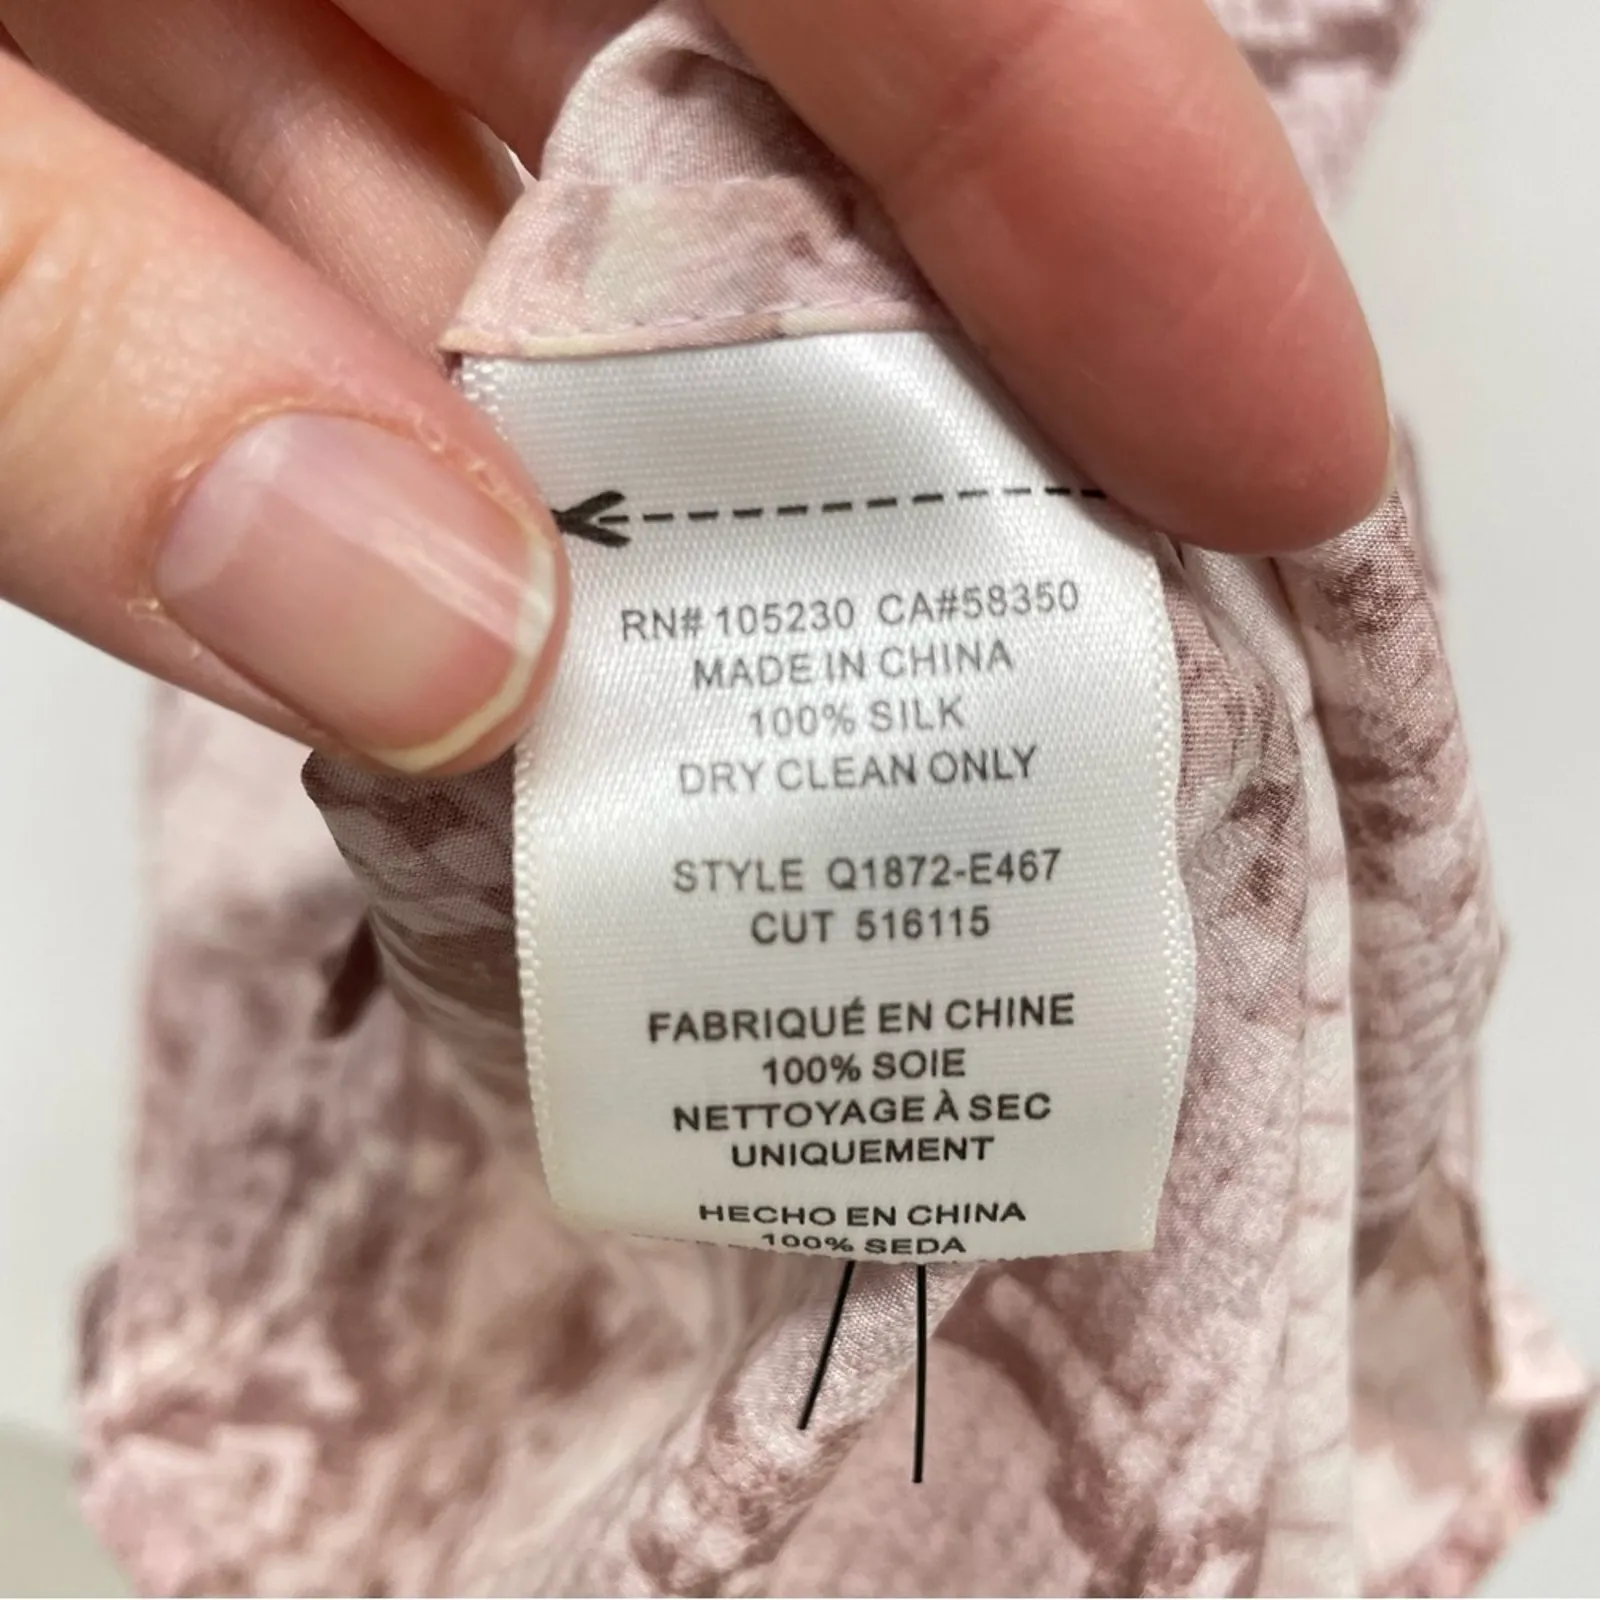 RN# 105230 CA#58350
MADE IN CHINA
100% SILK
DRY CLEAN ONLY
STYLE Q1872-E467
CUT 516115
FABRIQUÉ EN CHINE
100% SOIE
NETTOYAGE À SEC
UNIQUEMENT
HECHO EN CHINA
100% SEDA